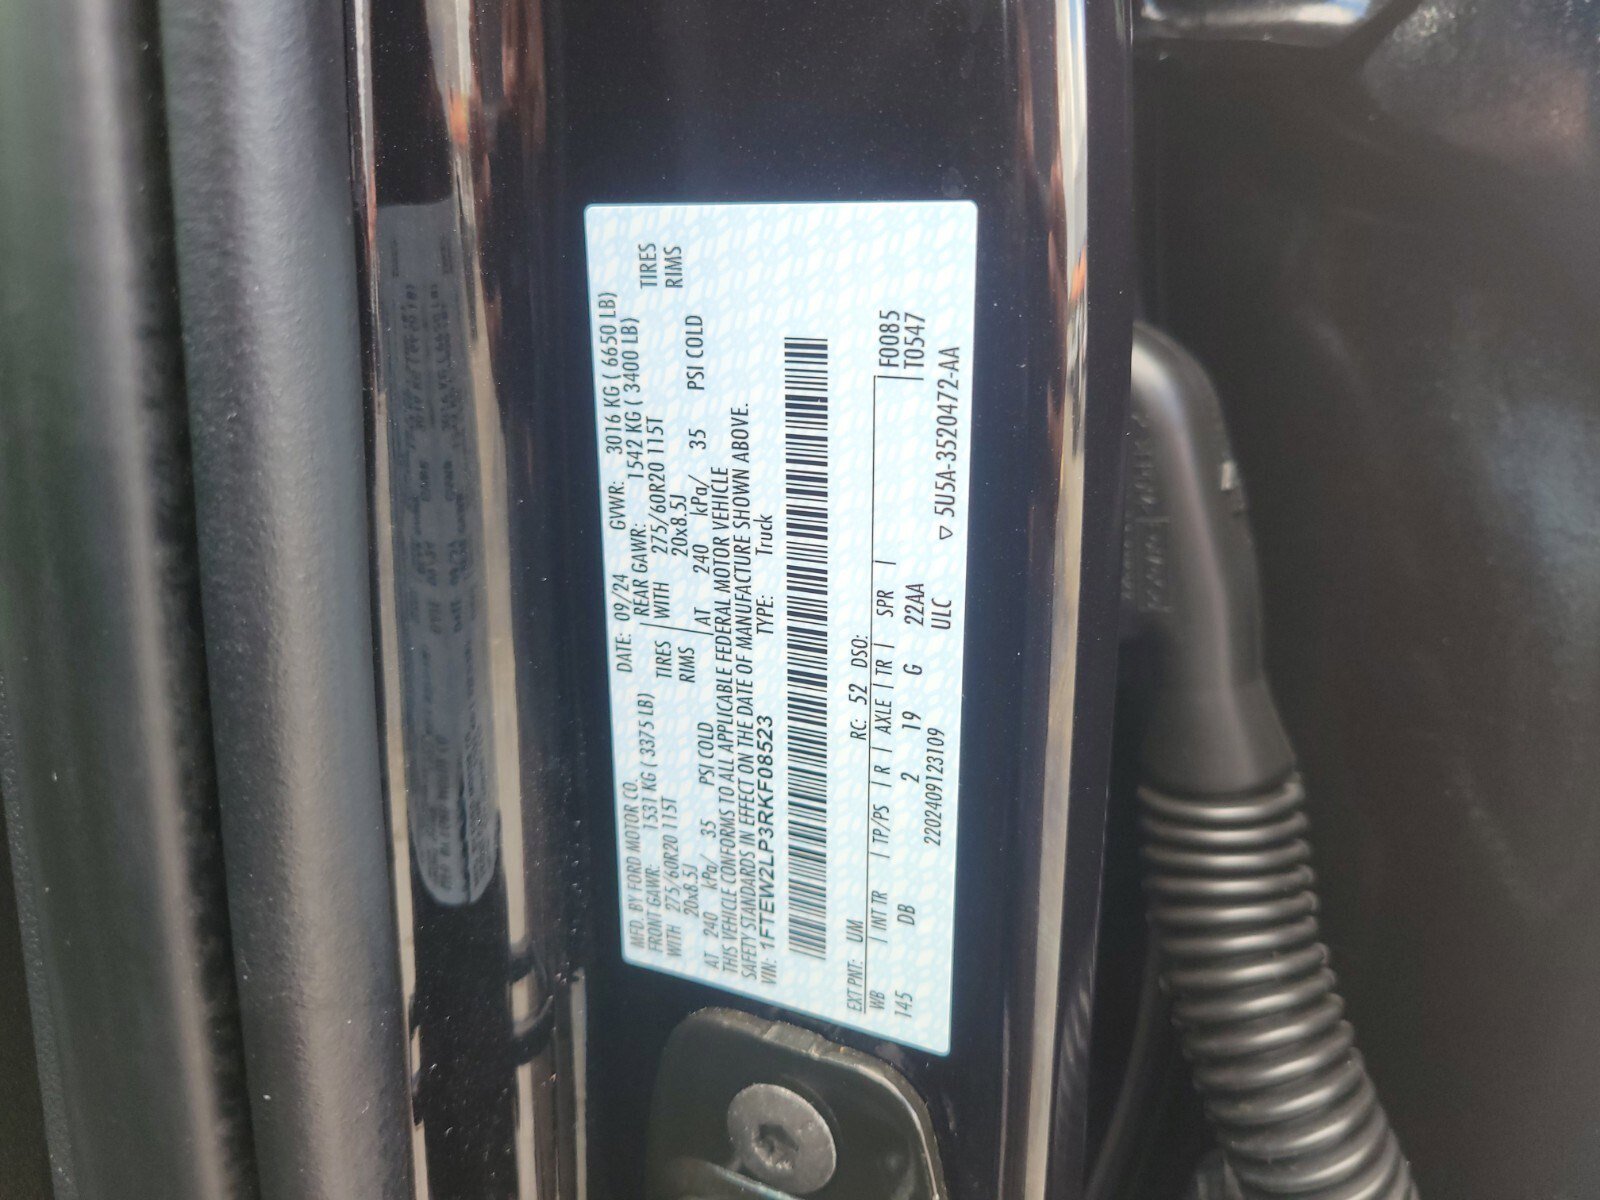 MFD. BY FORD MOTOR CO.
DATE: 09/24 GVWR: 3016 KG ( 6650 LB)
FRONT GAWR: 1531 KG ( 3375 LB) REAR GAWR: 1542 KG ( 3400 LB)
WITH 275/60R20 115T TIRES WITH 275/60R20 115T TIRES
20x8.5J RIMS 20x8.5J RIMS
AT 240 kPa/ 35 PSI COLD AT 240 kPa/ 35 PSI COLD
THIS VEHICLE CONFORMS TO ALL APPLICABLE FEDERAL MOTOR VEHICLE
SAFETY STANDARDS IN EFFECT ON THE DATE OF MANUFACTURE SHOWN ABOVE.
VIN: 1FTEW2LP3RKF08523 TYPE: Truck
EXT PNT: UM RC: 52 DSO:
WB INT TR TP/PS R AXLE TR SPR F0085
145 DB 2 19 G 22AA T0547
2202409123109 ULC ▽ 5U5A-3520472-AA